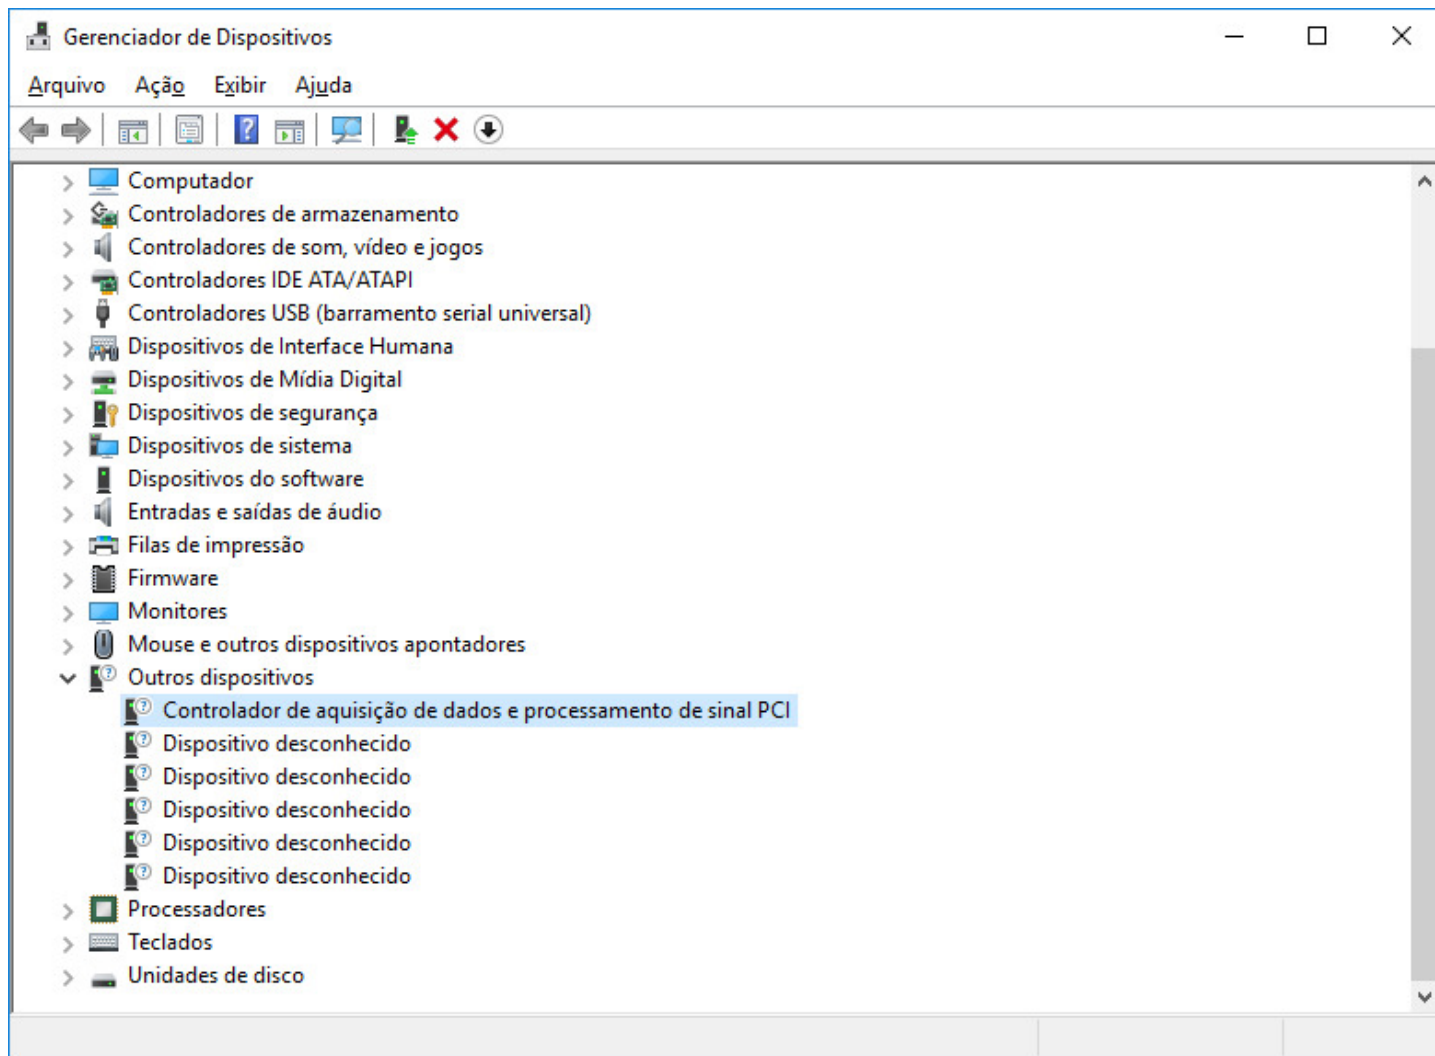 Gerenciador de Dispositivos
Arquivo Ação Exibir Ajuda
Computador
Controladores de armazenamento
Controladores de som, vídeo e jogos
Controladores IDE ATA/ATAPI
Controladores USB (barramento serial universal)
Dispositivos de Interface Humana
Dispositivos de Mídia Digital
Dispositivos de segurança
Dispositivos de sistema
Dispositivos do software
Entradas e saídas de áudio
Filas de impressão
Firmware
Monitores
Mouse e outros dispositivos apontadores
Outros dispositivos
Controlador de aquisição de dados e processamento de sinal PCI
Dispositivo desconhecido
Dispositivo desconhecido
Dispositivo desconhecido
Dispositivo desconhecido
Dispositivo desconhecido
Processadores
Teclados
Unidades de disco